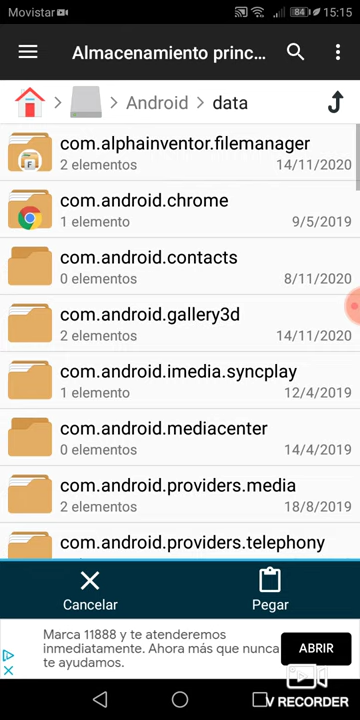 Movistar 84 15:15
Almacenamiento princ...
Android > data
com.alphainventor.filemanager
2 elementos 14/11/2020
com.android.chrome
1 elemento 9/5/2019
com.android.contacts
0 elementos 8/11/2020
com.android.gallery3d
2 elementos 14/11/2020
com.android.imedia.syncplay
1 elemento 12/4/2019
com.android.mediacenter
0 elementos 14/4/2019
com.android.providers.media
2 elementos 18/8/2019
com.android.providers.telephony
Cancelar Pegar
Marca 11888 y te atenderemos
inmediatamente. Ahora más que nunca
te ayudamos.
ABRIR
V RECORDER